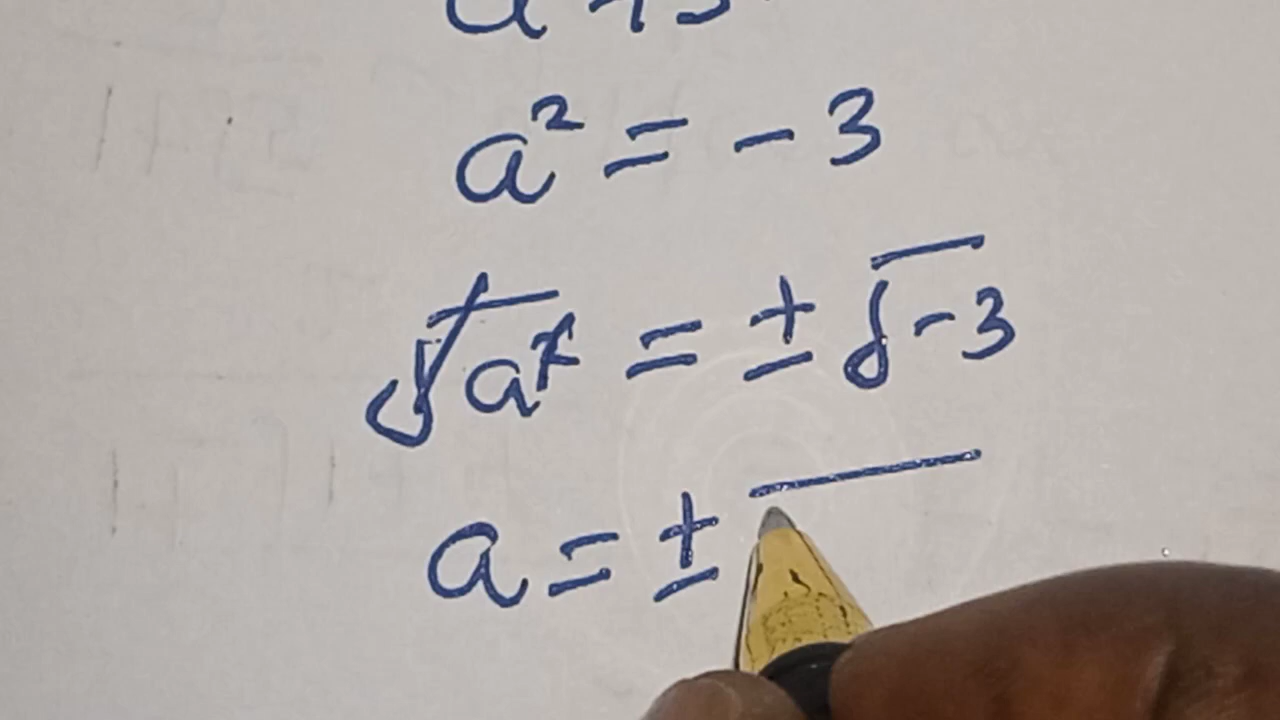 a² = -3
√a² = ± √-3
a = ±